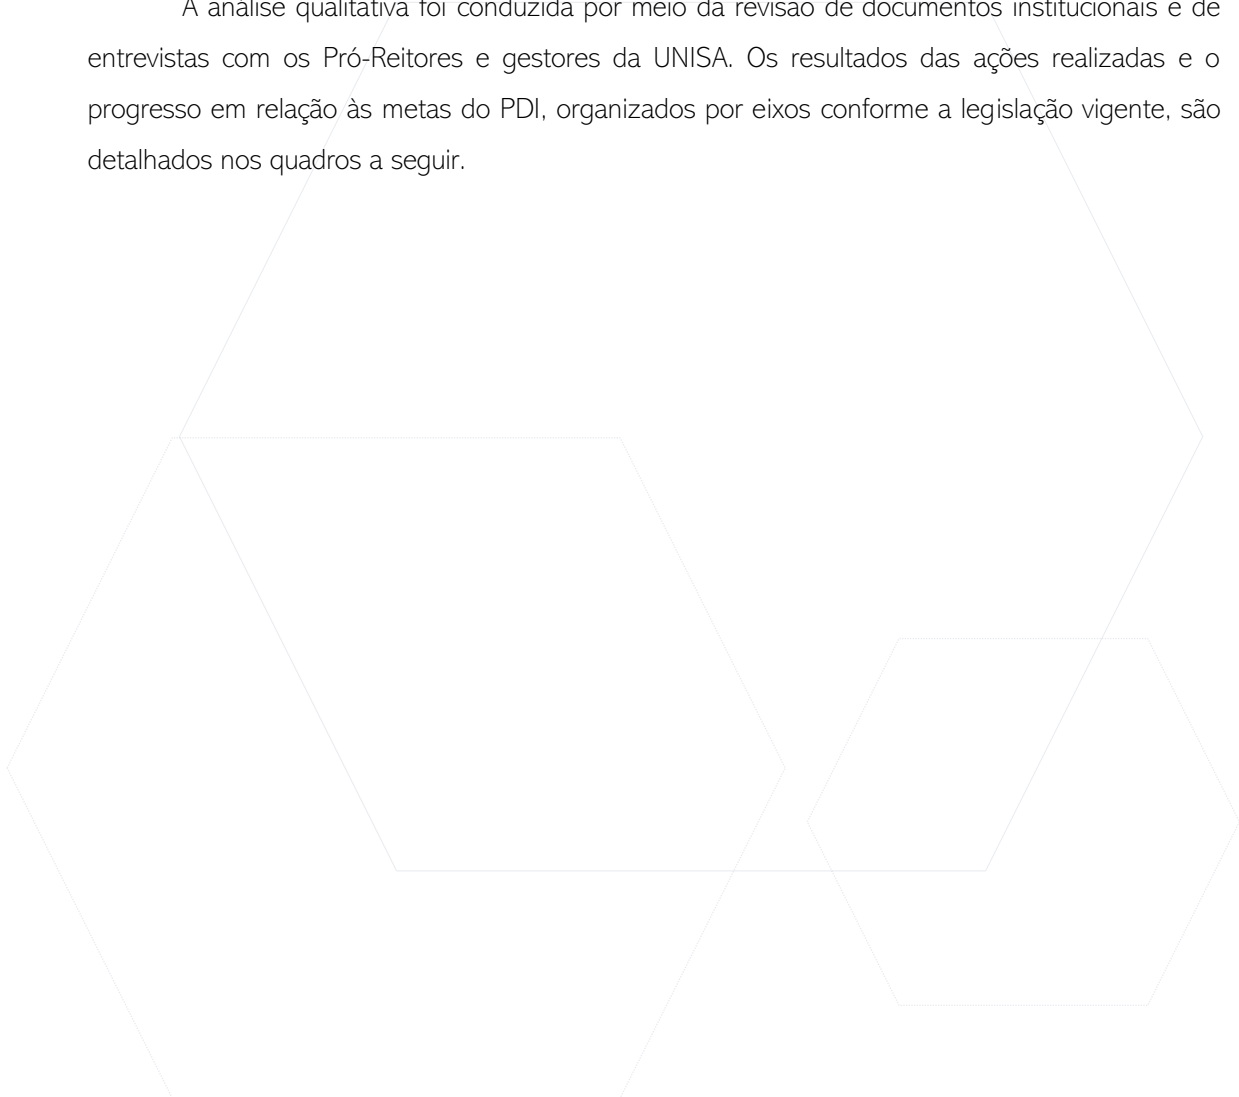 A análise qualitativa foi conduzida por meio da revisão de documentos institucionais e de
entrevistas com os Pró-Reitores e gestores da UNISA. Os resultados das ações realizadas e o
progresso em relação às metas do PDI, organizados por eixos conforme a legislação vigente, são
detalhados nos quadros a seguir.